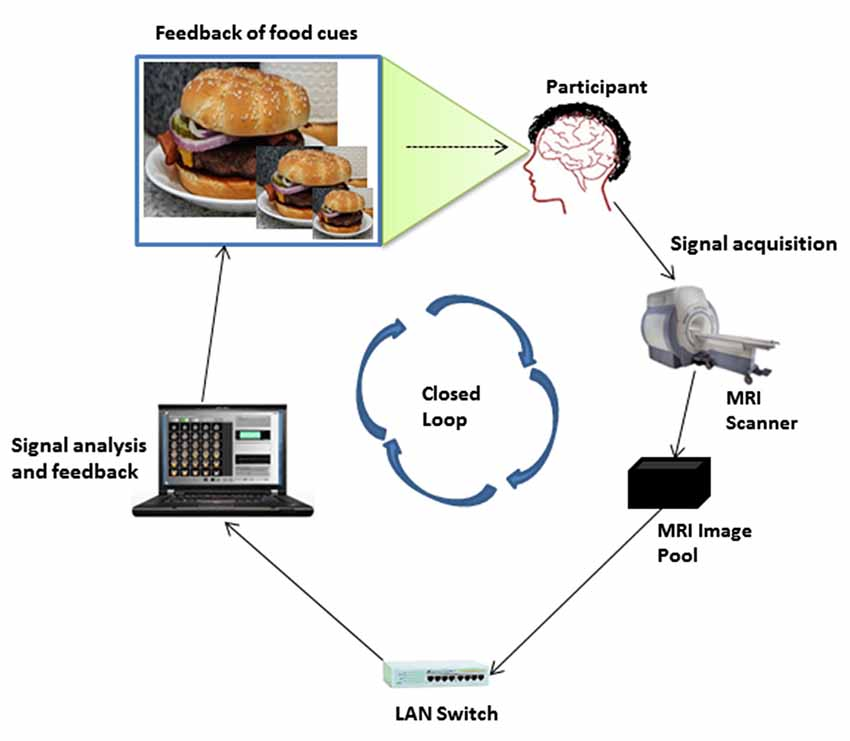 Feedback of food cues
Participant
Signal acquisition
MRI
Scanner
Closed
Loop
Signal analysis
and feedback
MRI Image
Pool
LAN Switch